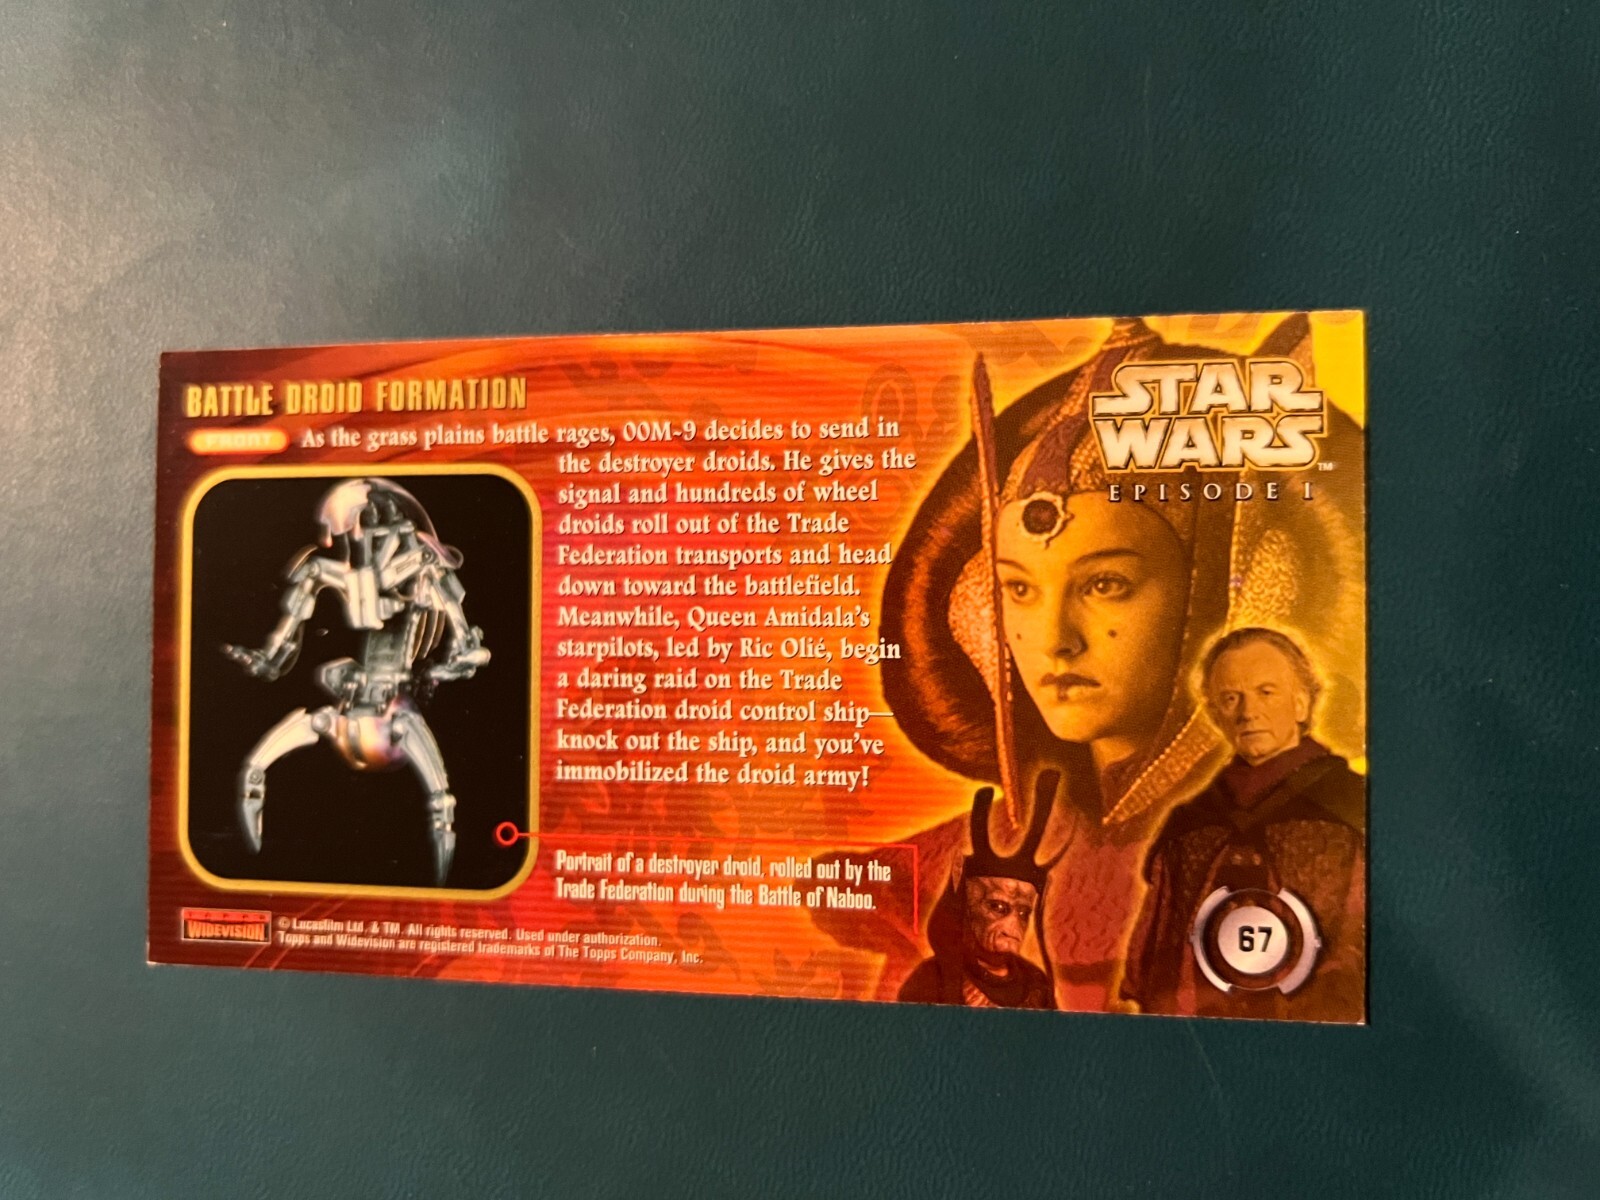 BATTLE DROID FORMATION
FRONT As the grass plains battle rages, OOM-9 decides to send in
the destroyer droids. He gives the
signal and hundreds of wheel
droids roll out of the Trade
Federation transports and head
down toward the battlefield.
Meanwhile, Queen Amidala's
starpilots, led by Ric Olié, begin
a daring raid on the Trade
Federation droid control ship—
knock out the ship, and you've
immobilized the droid army!
Portrait of a destroyer droid, rolled out by the
Trade Federation during the Battle of Naboo.
TOPPS
WIDEVISION
© Lucasfilm Ltd. & TM. All rights reserved. Used under authorization.
Topps and Widevision are registered trademarks of The Topps Company, Inc.
STAR
WARS™
EPISODE I
67